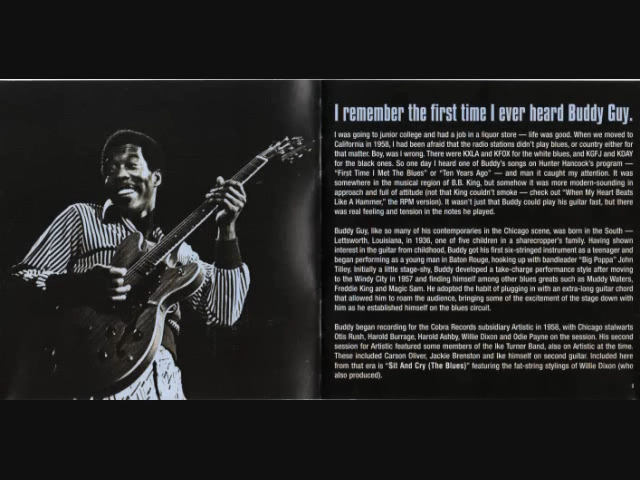 I remember the first time I ever heard Buddy Guy.
I was going to junior college and had a job in a liquor store — life was good. When we moved to
California in 1958, I had been afraid that the radio stations didn't play blues, or country either for
that matter. Boy, was I wrong. There were KXLA and KFOX for the white blues, and KGFJ and KDAY
for the black ones. So one day I heard one of Buddy's songs on Hunter Hancock's program —
"First Time I Met The Blues" or "Ten Years Ago" — and man it caught my attention. It was
somewhere in the musical region of B.B. King, but somehow it was more modern-sounding in
approach and full of attitude (not that King couldn't smoke — check out "When My Heart Beats
Like A Hammer," the RPM version). It wasn't just that Buddy could play his guitar fast, but there
was real feeling and tension in the notes he played.
Buddy Guy, like so many of his contemporaries in the Chicago scene, was born in the South —
Lettsworth, Louisiana, in 1936, one of five children in a sharecropper's family. Having shown
interest in the guitar from childhood, Buddy got his first six-stringed instrument as a teenager and
began performing as a young man in Baton Rouge, hooking up with bandleader "Big Poppa" John
Tilley. Initially a little stage-shy, Buddy developed a take-charge performance style after moving
to the Windy City in 1957 and finding himself among other blues greats such as Muddy Waters,
Freddie King and Magic Sam. He adopted the habit of plugging in with an extra-long guitar chord
that allowed him to roam the audience, bringing some of the excitement of the stage down with
him as he established himself on the blues circuit.
Buddy began recording for the Cobra Records subsidiary Artistic in 1958, with Chicago stalwarts
Otis Rush, Harold Burrage, Harold Ashby, Willie Dixon and Odie Payne on the session. His second
session for Artistic featured some members of the Ike Turner Band, also on Artistic at the time.
These included Carson Oliver, Jackie Brenston and Ike himself on second guitar. Included here
from that era is "Sit And Cry (The Blues)" featuring the fat-string stylings of Willie Dixon (who
also produced).